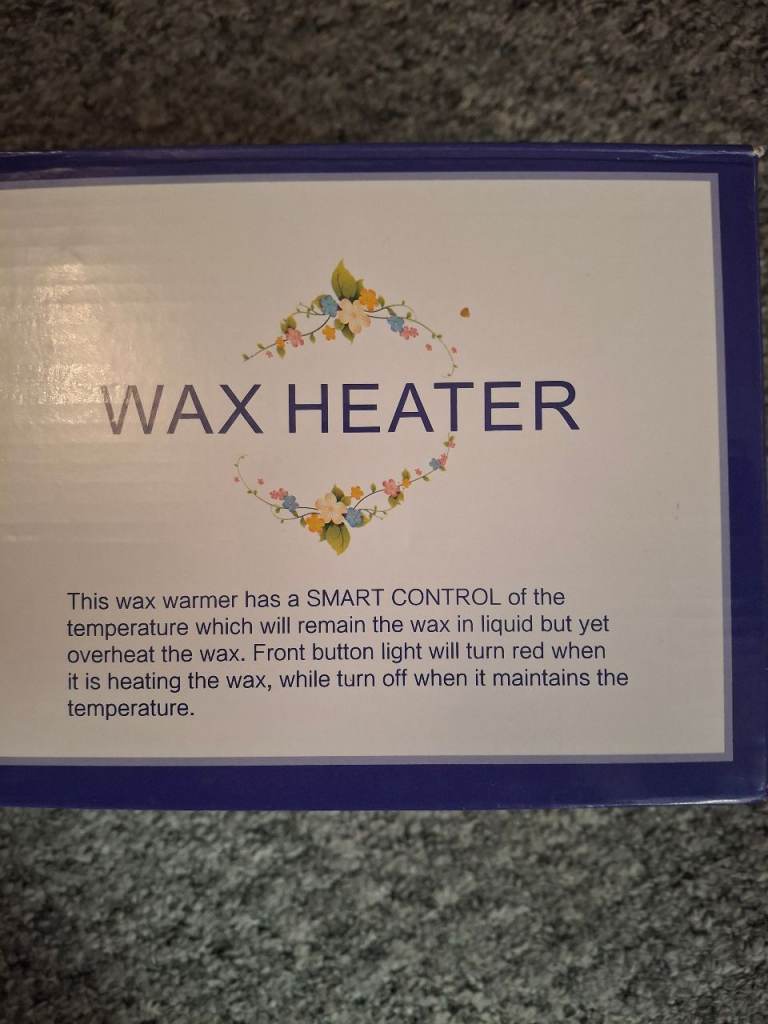 WAX HEATER
This wax warmer has a SMART CONTROL of the
temperature which will remain the wax in liquid but yet
overheat the wax. Front button light will turn red when
it is heating the wax, while turn off when it maintains the
temperature.